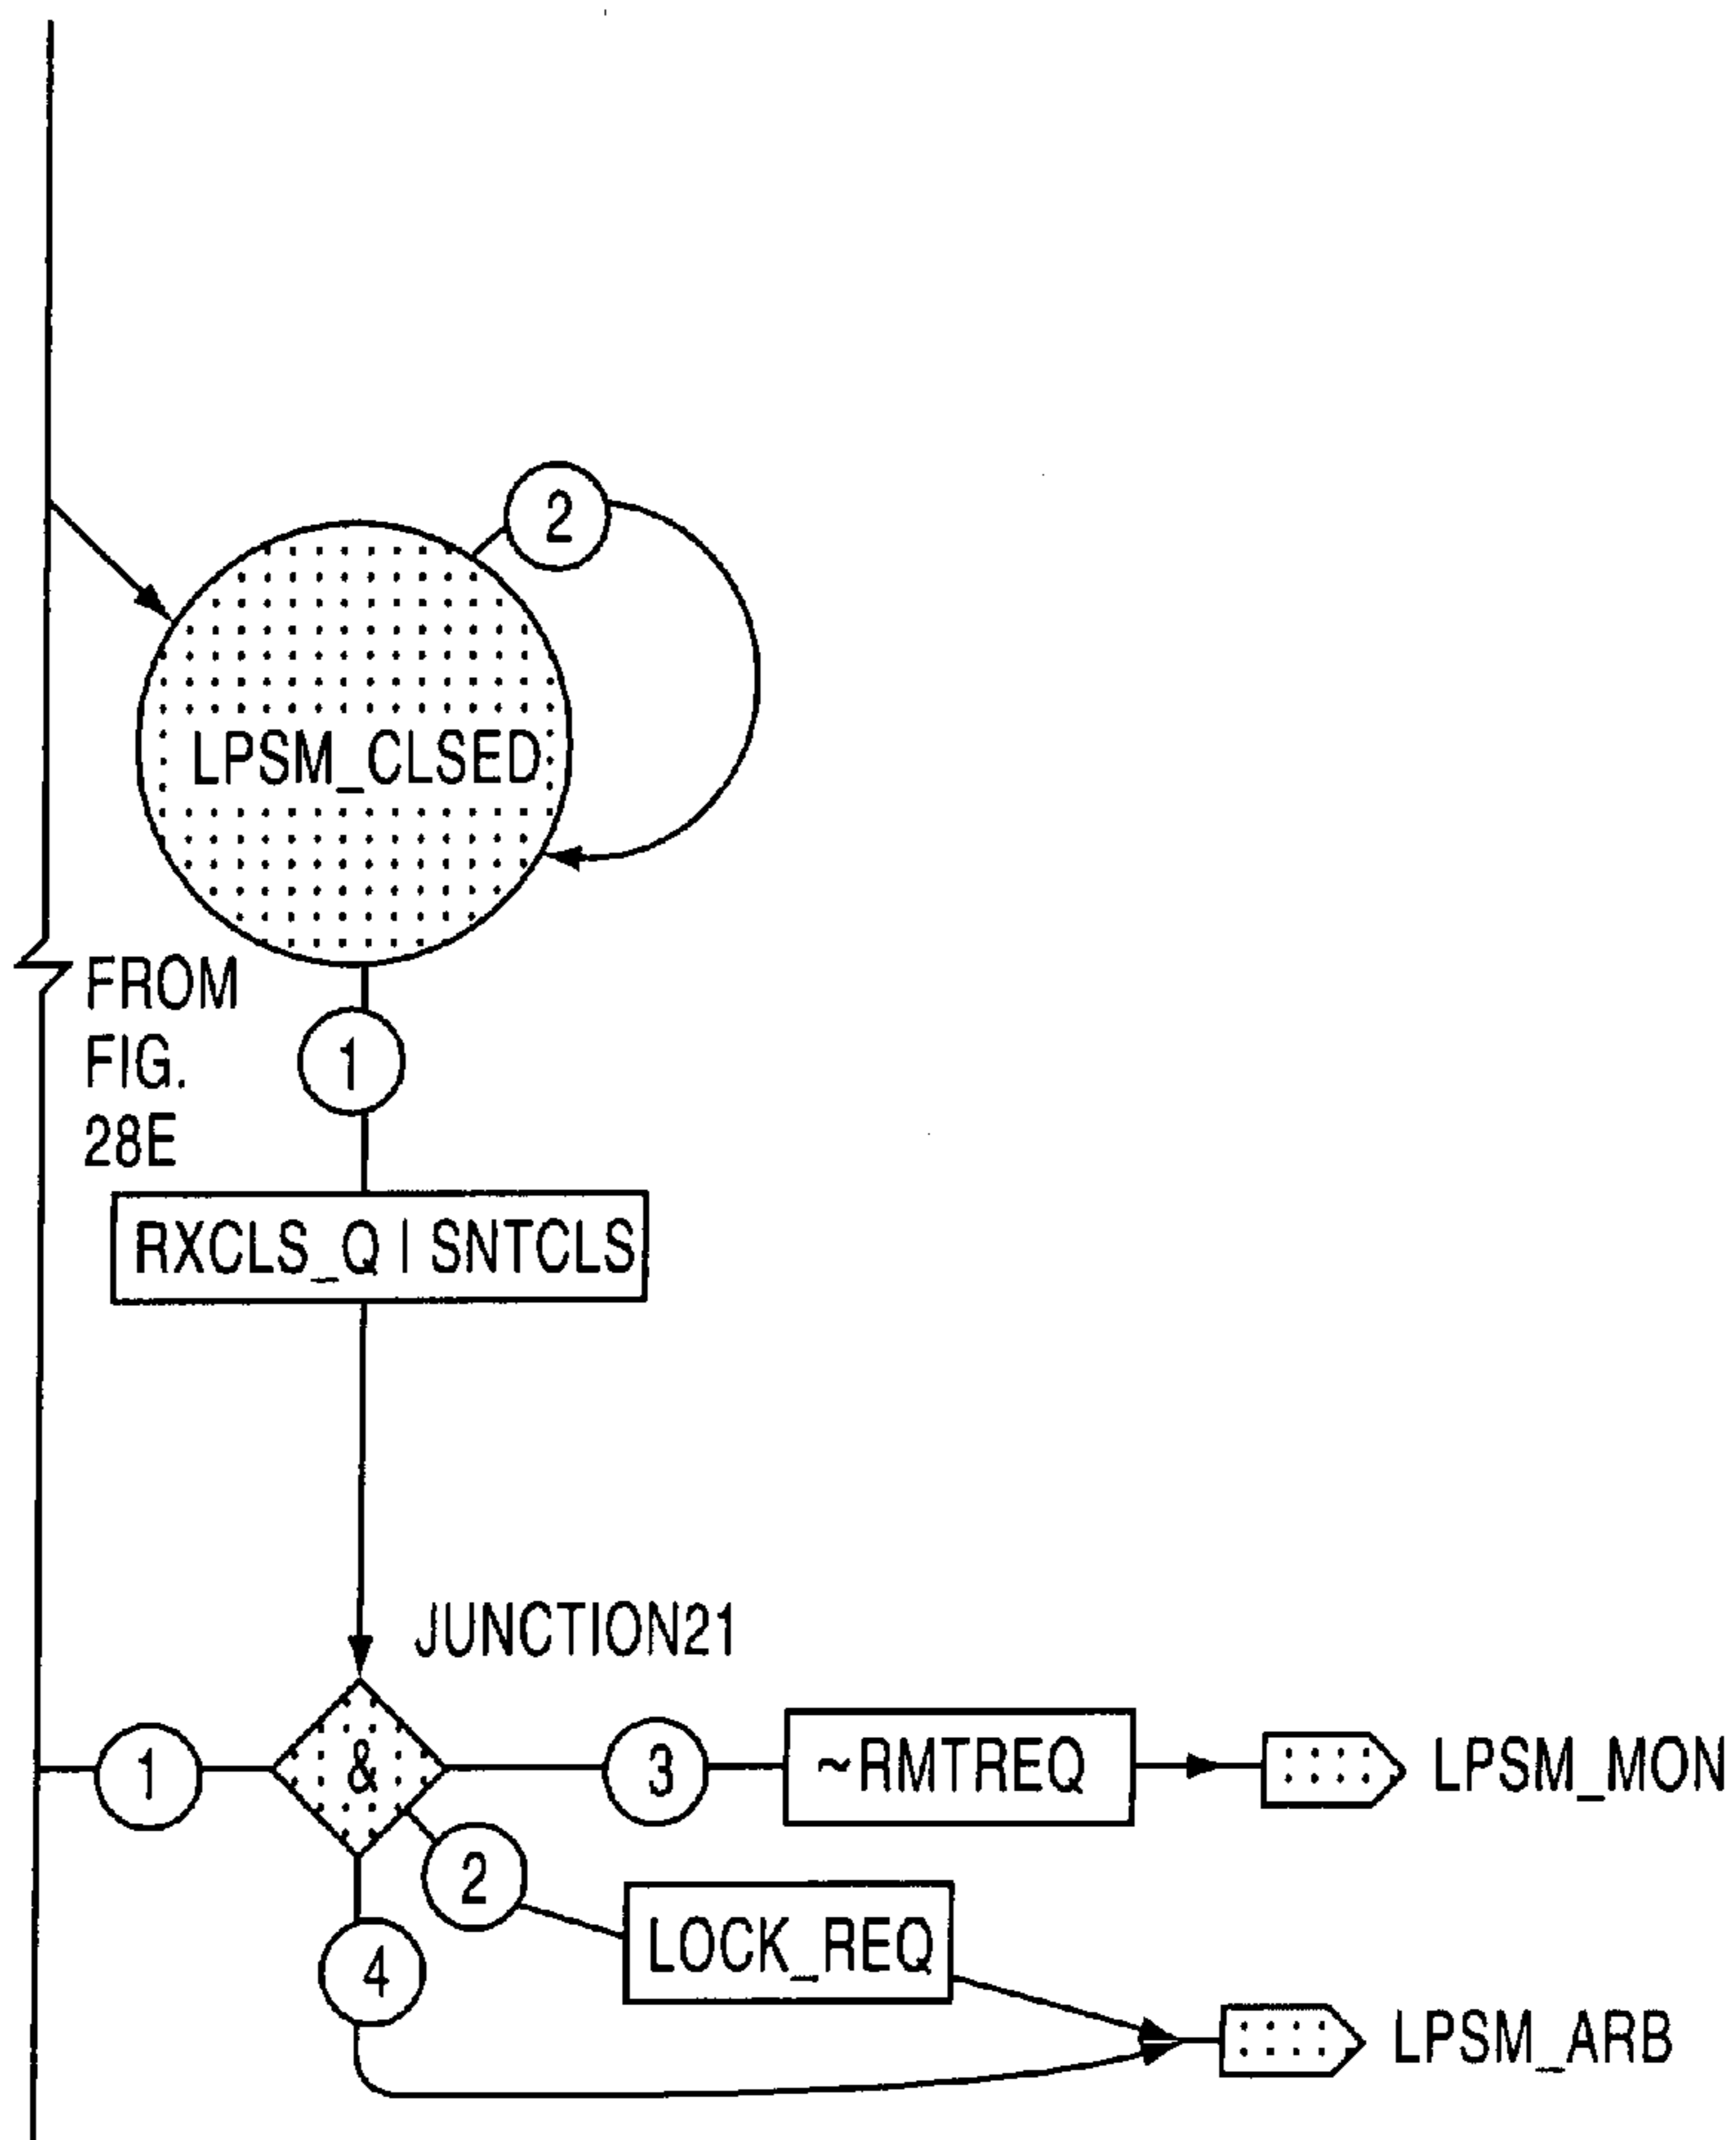 2
LPSM_CLSED
FROM
FIG.
28E
1
RXCLS_Q | SNTCLS
JUNCTION21
1
&
3
~RMTREQ
LPSM_MON
2
LOCK_REQ
4
LPSM_ARB